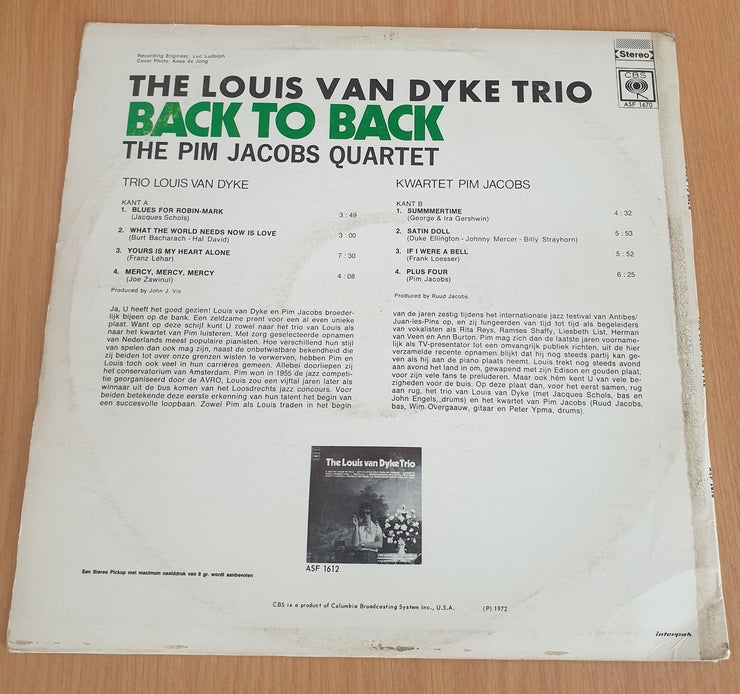 Recording Engineer: Luc Ludolph
Cover Photo: Kees de Jong
Stereo
CBS
ASF 1670
THE LOUIS VAN DYKE TRIO
BACK TO BACK
THE PIM JACOBS QUARTET
TRIO LOUIS VAN DYKE
KANT A
1. BLUES FOR ROBIN-MARK 3:49
(Jacques Schols)
2. WHAT THE WORLD NEEDS NOW IS LOVE 3:00
(Burt Bacharach - Hal David)
3. YOURS IS MY HEART ALONE 7:30
(Franz Léhar)
4. MERCY, MERCY, MERCY 4:08
(Joe Zawinul)
Produced by John J. Vis
KWARTET PIM JACOBS
KANT B
1. SUMMMERTIME 4:32
(George & Ira Gershwin)
2. SATIN DOLL 5:53
(Duke Ellington - Johnny Mercer - Billy Strayhorn)
3. IF I WERE A BELL 5:52
(Frank Loesser)
4. PLUS FOUR 6:25
(Pim Jacobs)
Produced by Ruud Jacobs
Ja, U heeft het goed gezien! Louis van Dyke en Pim Jacobs broeder-
lijk bijeen op de bank. Een zeldzame prent voor een al even unieke
plaat. Want op deze schijf kunt U zowel naar het trio van Louis als
naar het kwartet van Pim luisteren. Met zorg geselecteerde opnamen
van Nederlands meest populaire pianisten. Hoe verschillend hun stijl
van spelen dan ook mag zijn, naast de onbetwistbare bekendheid die
zij beiden tot over onze grenzen wisten te verwerven, hebben Pim en
Louis toch ook veel in hun carrières gemeen. Allebei doorliepen zij
het conservatorium van Amsterdam. Pim won in 1955 de jazz competi-
tie georganiseerd door de AVRO, Louis zou een vijftal jaren later als
winnaar uit de bus komen van het Loosdrechts jazz concours. Voor
beiden betekende deze eerste erkenning van hun talent het begin van
een succesvolle loopbaan. Zowel Pim als Louis traden in het begin
van de jaren zestig tijdens het internationale jazz festival van Antibes/
Juan-les-Pins op, en zij fungeerden van tijd tot tijd als begeleiders
van vokalisten als Rita Reys, Ramses Shaffy, Liesbeth List, Herman
van Veen en Ann Burton. Pim mag zich dan de laatste jaren voorname-
lijk als TV-presentator tot een omvangrijk publiek richten, uit de hier
verzamelde recente opnamen blijkt dat hij nog steeds partij kan ge-
ven als hij aan de piano plaats neemt. Louis trekt nog steeds avond
aan avond het land in om, gewapend met zijn Edison en gouden plaat,
voor zijn vele fans te preluderen. Maar ook hèm kent U van vele be-
zigheden voor de buis. Op deze plaat dan, voor het eerst samen, rug
aan rug, het trio van Louis van Dyke (met Jacques Schols, bas en
John Engels, drums) en het kwartet van Pim Jacobs (Ruud Jacobs,
bas, Wim Overgaauw, gitaar en Peter Ypma, drums).
The Louis van Dyke Trio
ASF 1612
Een Stereo Pickup met maximum naalddruk van 6 gr. wordt aanbevolen
CBS is a product of Columbia Broadcasting System Inc., U.S.A. (P) 1972
interpak